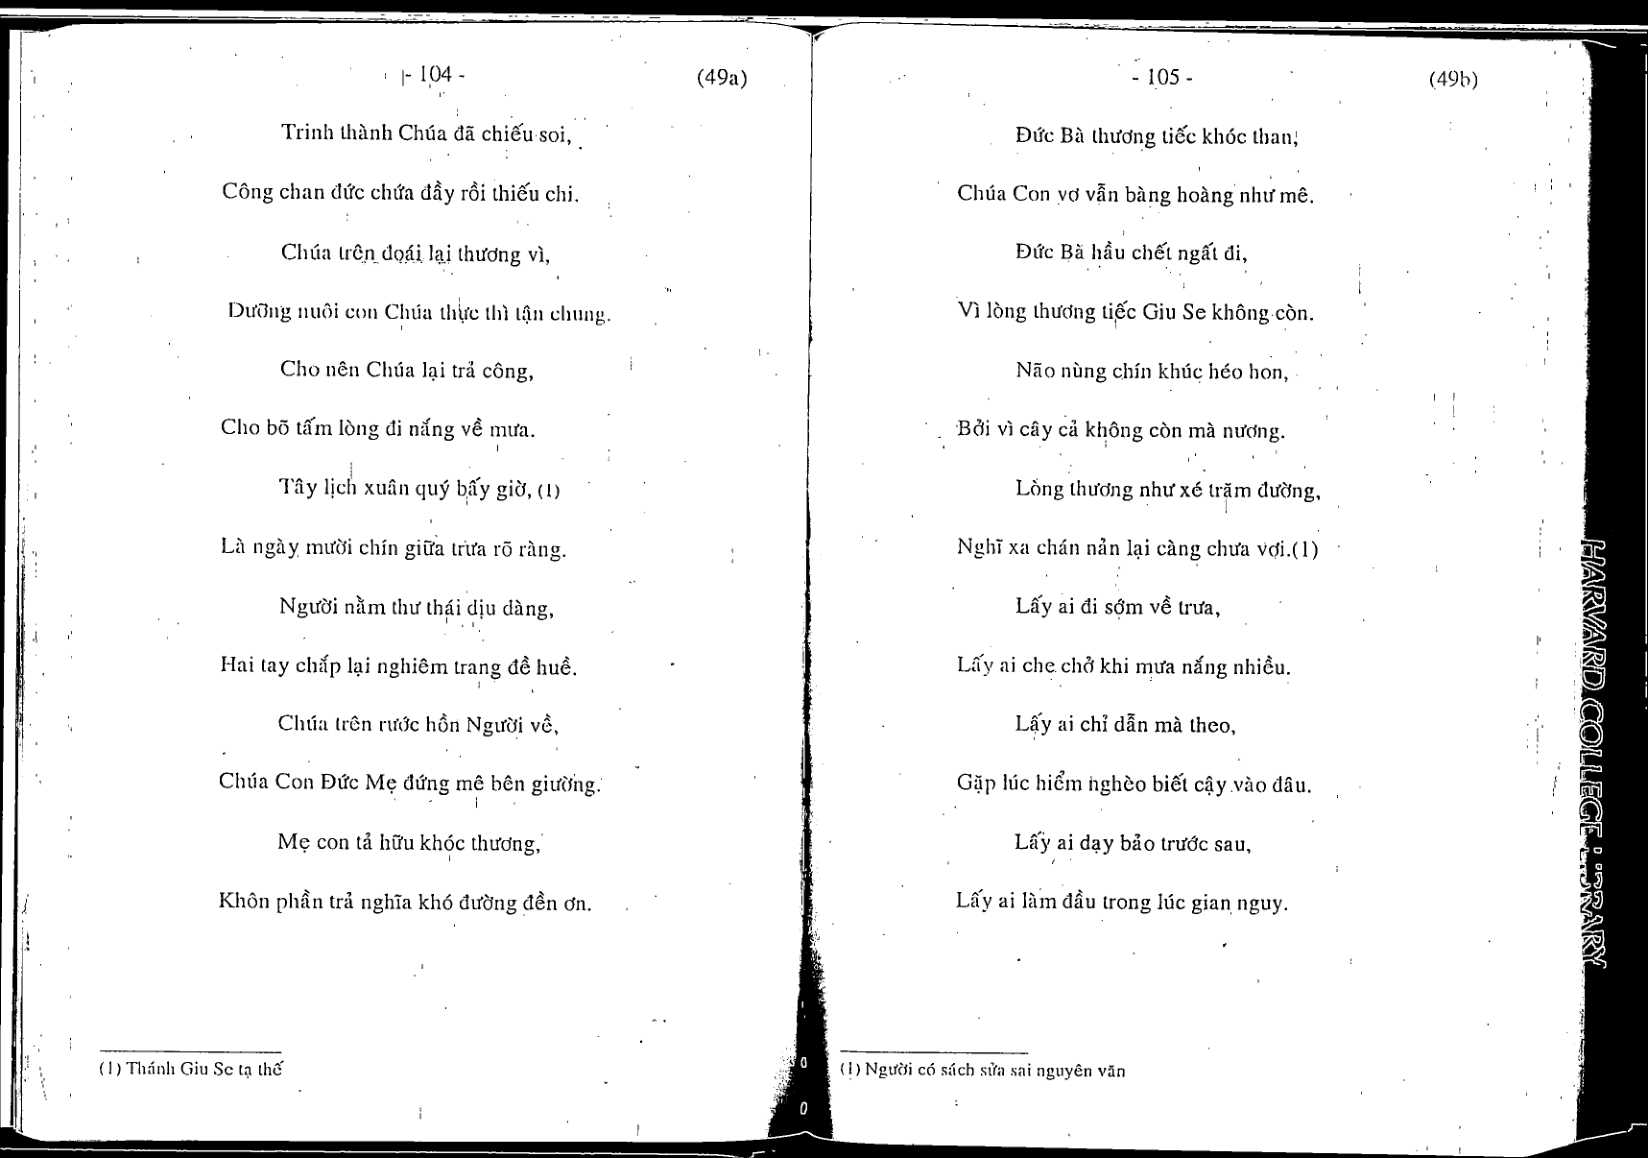 - 104 -
(49a)
Trinh thành Chúa đã chiếu soi,
Công chan đức chứa đầy rồi thiếu chi.
Chúa trên đoái lại thương vì,
Dưỡng nuôi con Chúa thực thì tận chung.
Cho nên Chúa lại trả công,
Cho bõ tấm lòng đi nắng về mưa.
Tây lịch xuân quý bấy giờ, (1)
Là ngày mười chín giữa trưa rõ ràng.
Người nằm thư thái dịu dàng,
Hai tay chắp lại nghiêm trang đề huề.
Chúa trên rước hồn Người về,
Chúa Con Đức Mẹ đứng mê bên giường.
Mẹ con tả hữu khóc thương,
Khôn phần trả nghĩa khó đường đền ơn.
(1) Thánh Giu Se tạ thế
- 105 -
(49b)
Đức Bà thương tiếc khóc than,
Chúa Con vơ vẫn bàng hoàng như mê.
Đức Bà hầu chết ngất đi,
Vì lòng thương tiếc Giu Se không còn.
Não nùng chín khúc héo hon,
Bởi vì cây cả không còn mà nương.
Lòng thương như xé trăm đường,
Nghĩ xa chán nản lại càng chưa vợi.(1)
Lấy ai đi sớm về trưa,
Lấy ai che chở khi mưa nắng nhiều.
Lấy ai chỉ dẫn mà theo,
Gặp lúc hiểm nghèo biết cậy vào đâu.
Lấy ai dạy bảo trước sau,
Lấy ai làm đầu trong lúc gian nguy.
(1) Người có sách sửa sai nguyên văn
HARVARD COLLEGE LIBRARY